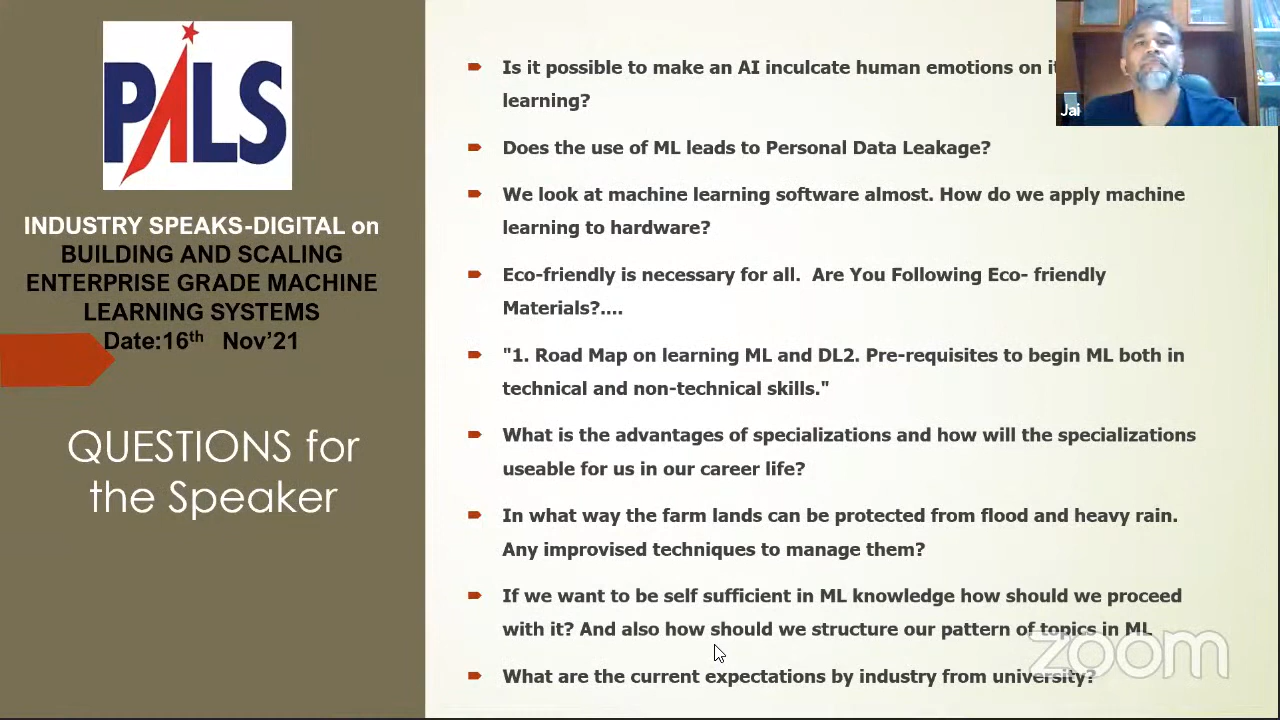 PALS
INDUSTRY SPEAKS-DIGITAL on
BUILDING AND SCALING
ENTERPRISE GRADE MACHINE
LEARNING SYSTEMS
Date:16th Nov'21
QUESTIONS for
the Speaker
Is it possible to make an AI inculcate human emotions on
learning?
Does the use of ML leads to Personal Data Leakage?
We look at machine learning software almost. How do we apply machine
learning to hardware?
Eco-friendly is necessary for all. Are You Following Eco- friendly
Materials?....
"1. Road Map on learning ML and DL2. Pre-requisites to begin ML both in
technical and non-technical skills."
What is the advantages of specializations and how will the specializations
useable for us in our career life?
In what way the farm lands can be protected from flood and heavy rain.
Any improvised techniques to manage them?
If we want to be self sufficient in ML knowledge how should we proceed
with it? And also how should we structure our pattern of topics in ML
What are the current expectations by industry from university?
Jai
zoom